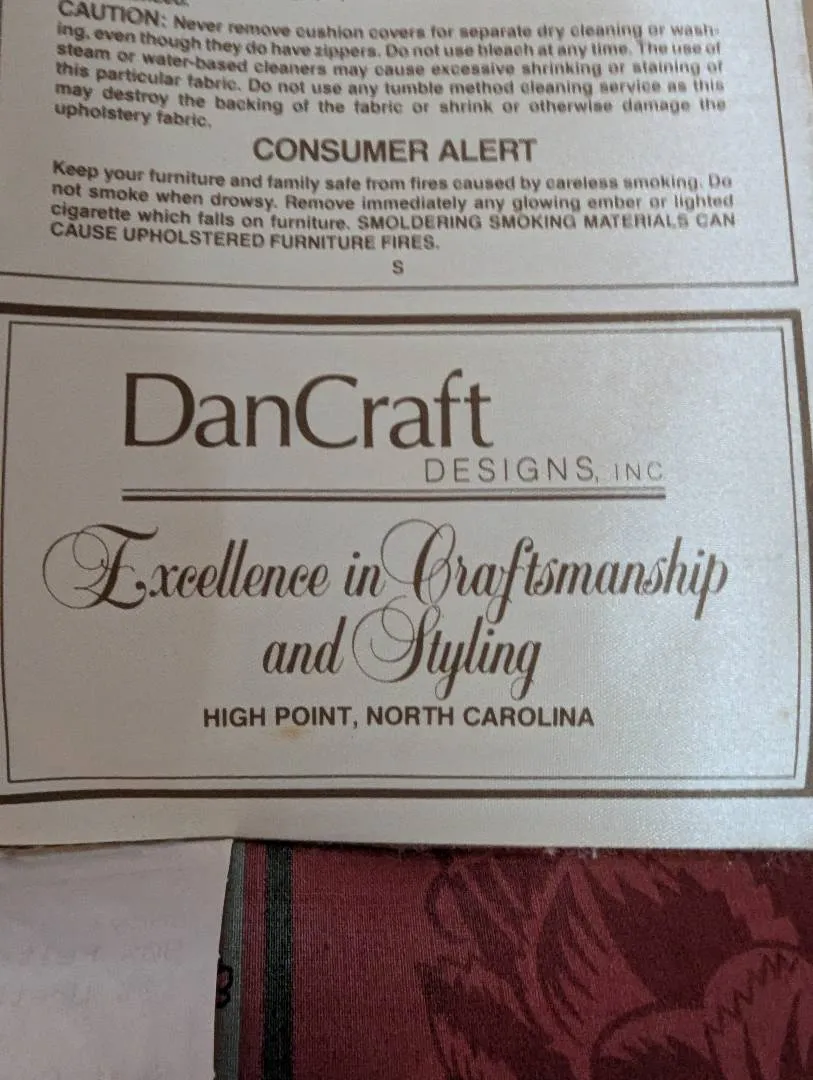 CAUTION: Never remove cushion covers for separate dry cleaning or wash-
ing, even though they do have zippers. Do not use bleach at any time. The use of
steam or water-based cleaners may cause excessive shrinking or staining of
this particular fabric. Do not use any tumble method cleaning service as this
may destroy the backing of the fabric or shrink or otherwise damage the
upholstery fabric.
CONSUMER ALERT
Keep your furniture and family safe from fires caused by careless smoking. Do
not smoke when drowsy. Remove immediately any glowing ember or lighted
cigarette which falls on furniture. SMOLDERING SMOKING MATERIALS CAN
CAUSE UPHOLSTERED FURNITURE FIRES.
S
DanCraft
DESIGNS, INC
Excellence in Craftsmanship
and Styling
HIGH POINT, NORTH CAROLINA